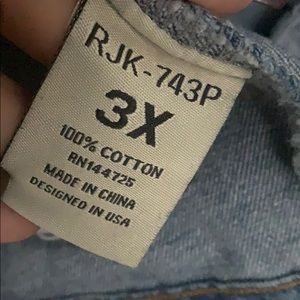 RJK-743P
3X
100% COTTON
RN144725
MADE IN CHINA
DESIGNED IN USA